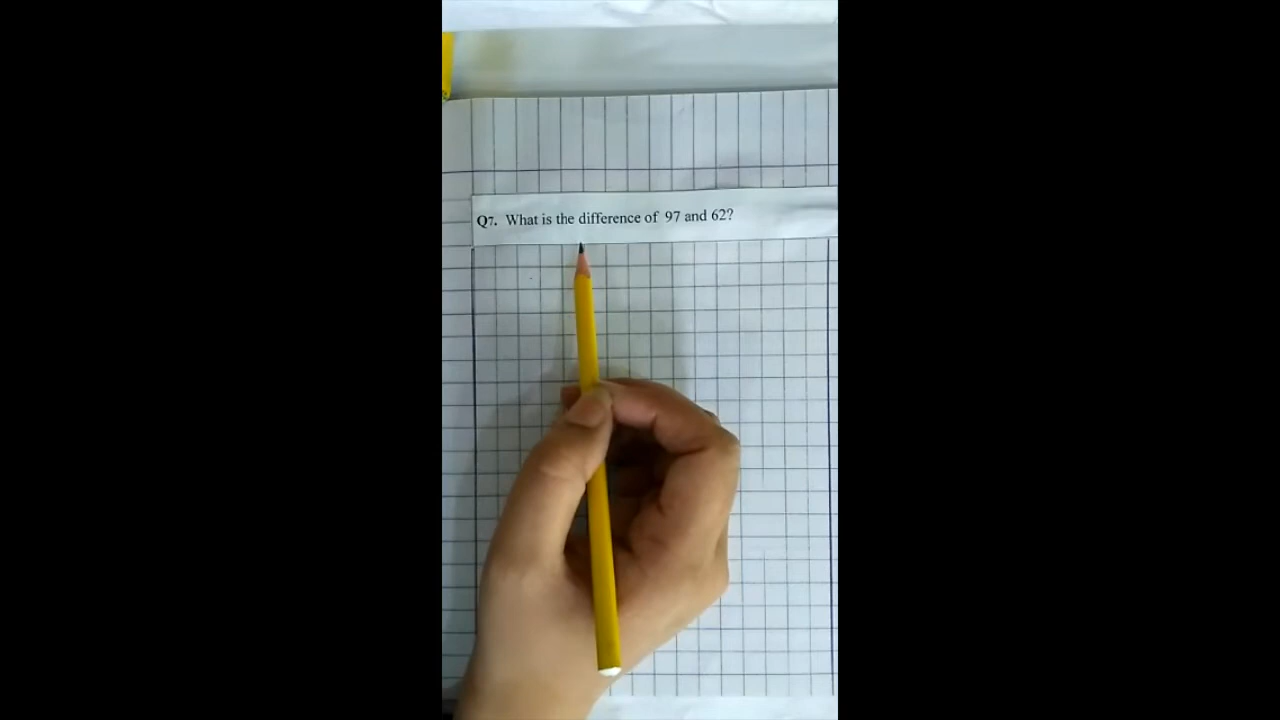 Q7. What is the difference of 97 and 62?